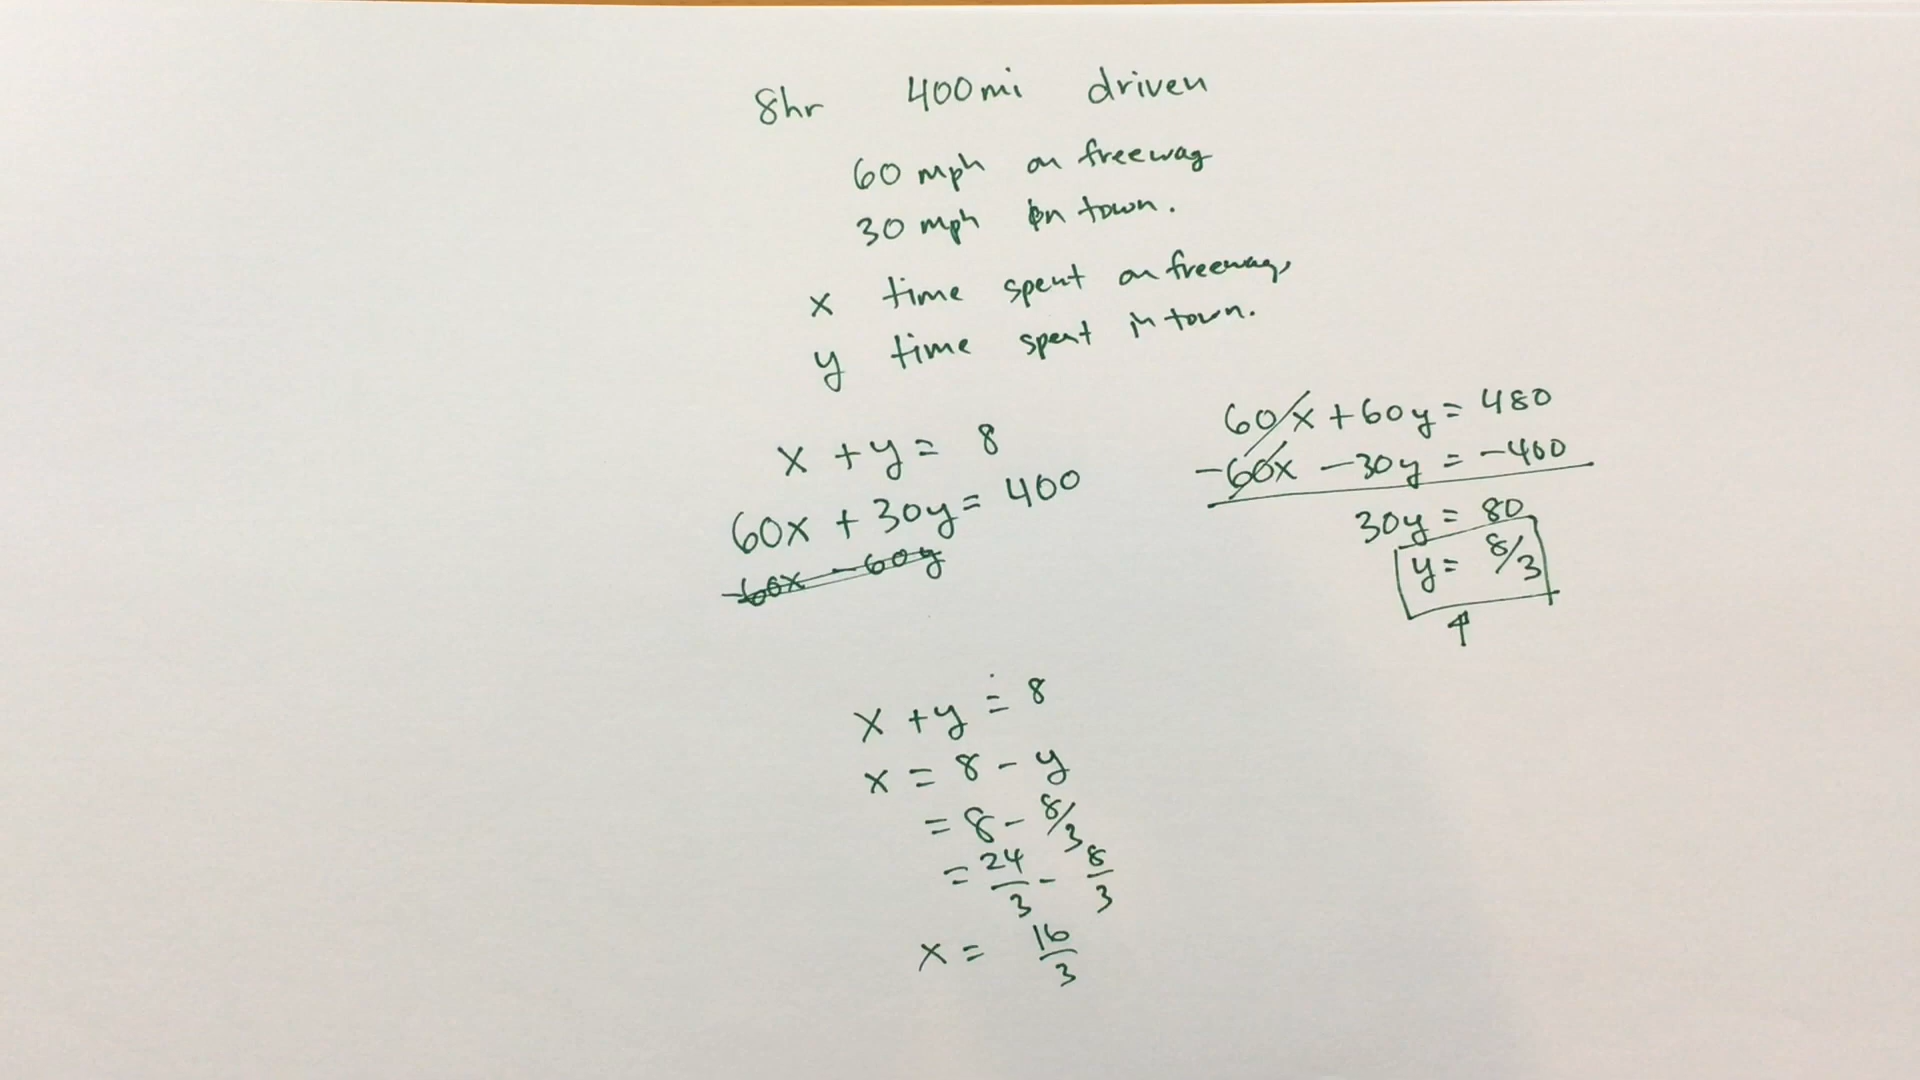 8hr 400mi driven
60 mph on freeway
30 mph in town.
x time spent on freeway,
y time spent in town.
x + y = 8
60x + 30y = 400
-60x - 60y
60x + 60y = 480
-60x - 30y = -400
30y = 80
y = 8/3
x + y = 8
x = 8 - y
= 8 - 8/3
= 24/3 - 8/3
x = 16/3